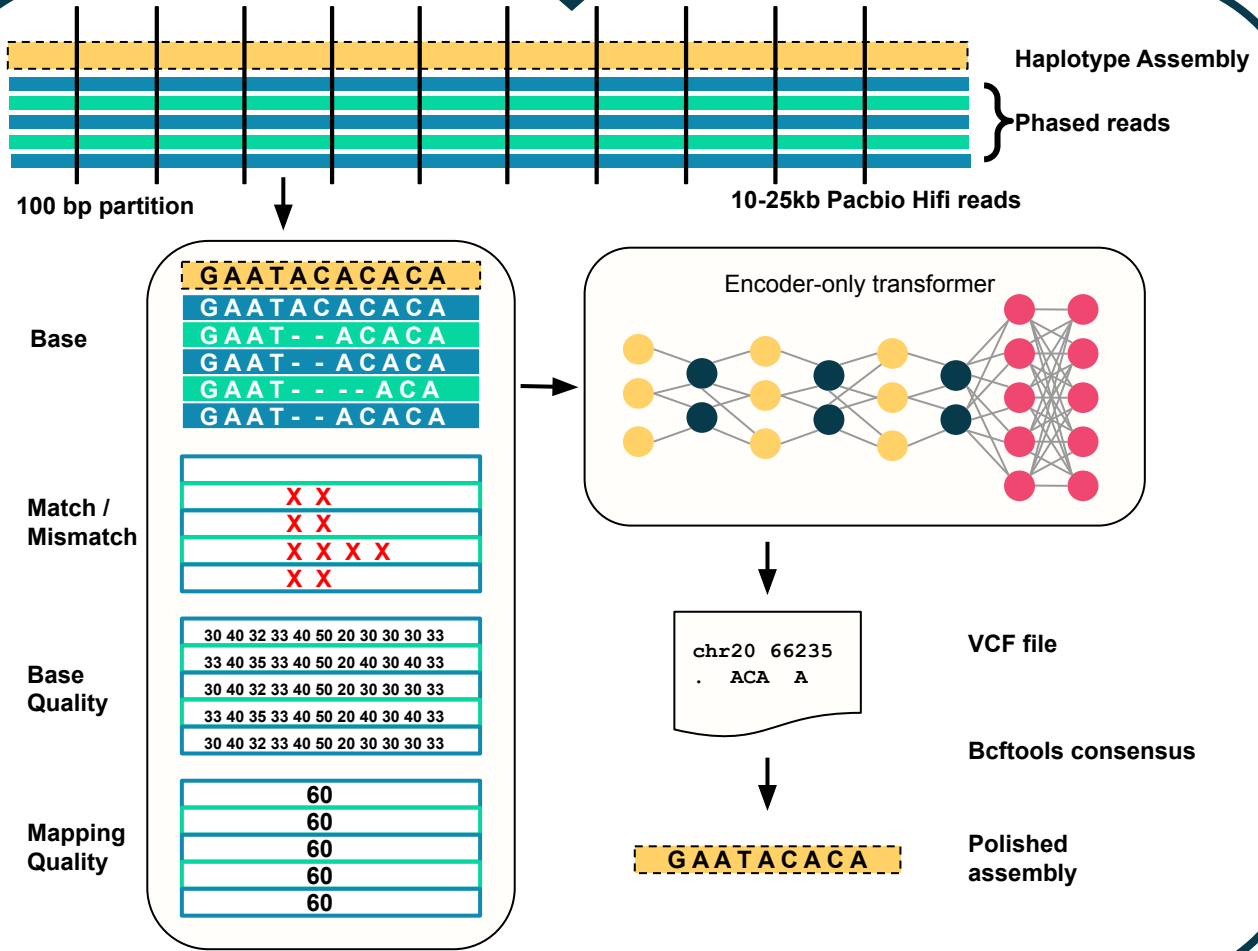 Haplotype Assembly
Phased reads
100 bp partition
10-25kb Pacbio Hifi reads
Base
GAATACACACA
GAATACACACA
GAAT--ACACA
GAAT--ACACA
GAAT----ACA
GAAT--ACACA
Match /
Mismatch
X X
X X
X X X X
X X
Base
Quality
30 40 32 33 40 50 20 30 30 30 33
33 40 35 33 40 50 20 40 30 40 33
30 40 32 33 40 50 20 30 30 30 33
33 40 35 33 40 50 20 40 30 40 33
30 40 32 33 40 50 20 30 30 30 33
Mapping
Quality
60
60
60
60
60
Encoder-only transformer
chr20 66235
. ACA A
VCF file
Bcftools consensus
GAATACACA
Polished
assembly